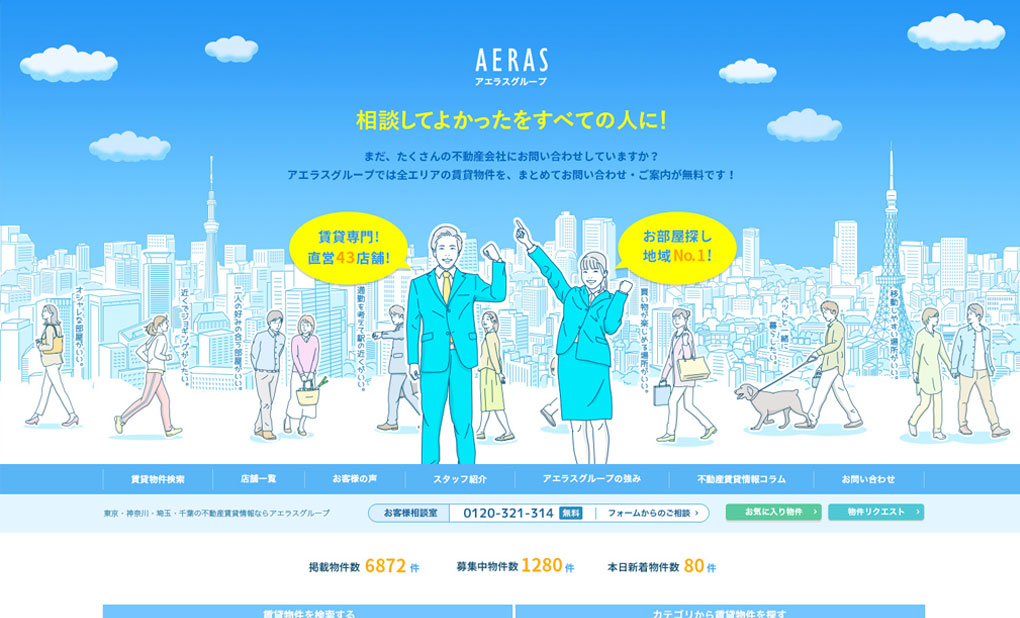 AERAS
アエラスグループ
相談してよかったをすべての人に!
まだ、たくさんの不動産会社にお問い合わせしていますか？
アエラスグループでは全エリアの賃貸物件を、まとめてお問い合わせ・ご案内が無料です！
賃貸専門!
直営43店舗!
お部屋探し
地域No.1!
オシャレな部屋がいい。
近くでジョギングがしたい。
二人の好みの合う部屋がいい。
通勤を考えて駅の近くがいい。
買い物が楽しめる場所がいい。
ペットと一緒に
暮らしたい。
移動しやすい場所がいい。
賃貸物件検索
店舗一覧
お客様の声
スタッフ紹介
アエラスグループの強み
不動産賃貸情報コラム
お問い合わせ
東京・神奈川・埼玉・千葉の不動産賃貸情報ならアエラスグループ
お客様相談室 0120-321-314 無料 フォームからのご相談 ›
お気に入り物件 ›
物件リクエスト ›
掲載物件数 6872 件
募集中物件数 1280 件
本日新着物件数 80 件
賃貸物件を検索する
カテゴリから賃貸物件を探す